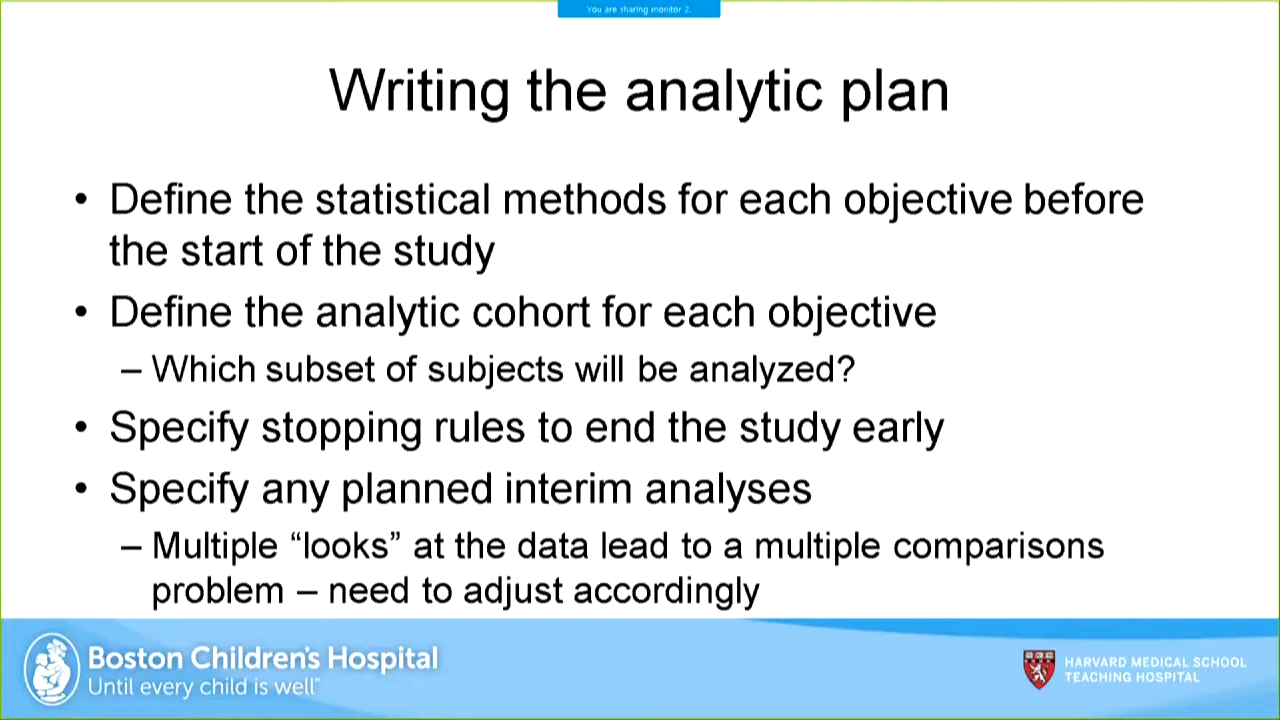 You are sharing monitor 2.
Writing the analytic plan
• Define the statistical methods for each objective before
the start of the study
• Define the analytic cohort for each objective
– Which subset of subjects will be analyzed?
• Specify stopping rules to end the study early
• Specify any planned interim analyses
– Multiple “looks” at the data lead to a multiple comparisons
problem – need to adjust accordingly
Boston Children's Hospital
Until every child is well™
HARVARD MEDICAL SCHOOL
TEACHING HOSPITAL